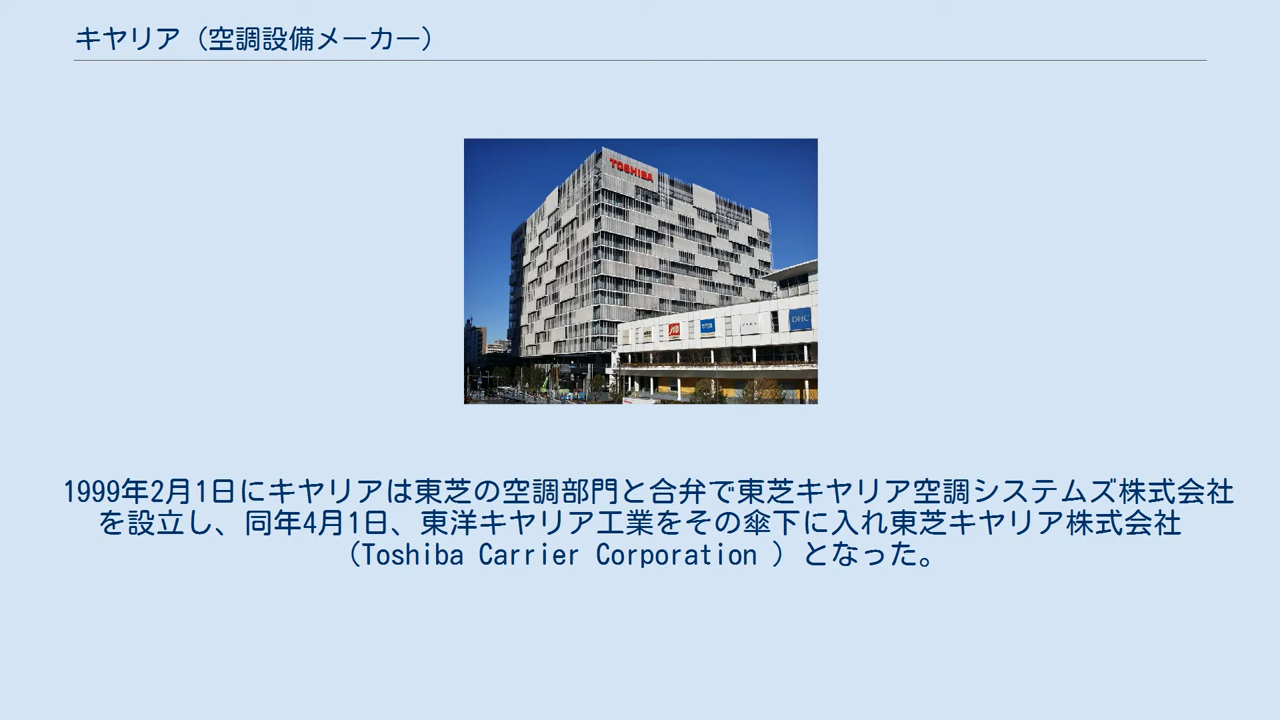 キヤリア（空調設備メーカー）
TOSHIBA
DHC
1999年2月1日にキヤリアは東芝の空調部門と合弁で東芝キヤリア空調システムズ株式会社
を設立し、同年4月1日、東洋キヤリア工業をその傘下に入れ東芝キヤリア株式会社
（Toshiba Carrier Corporation ）となった。